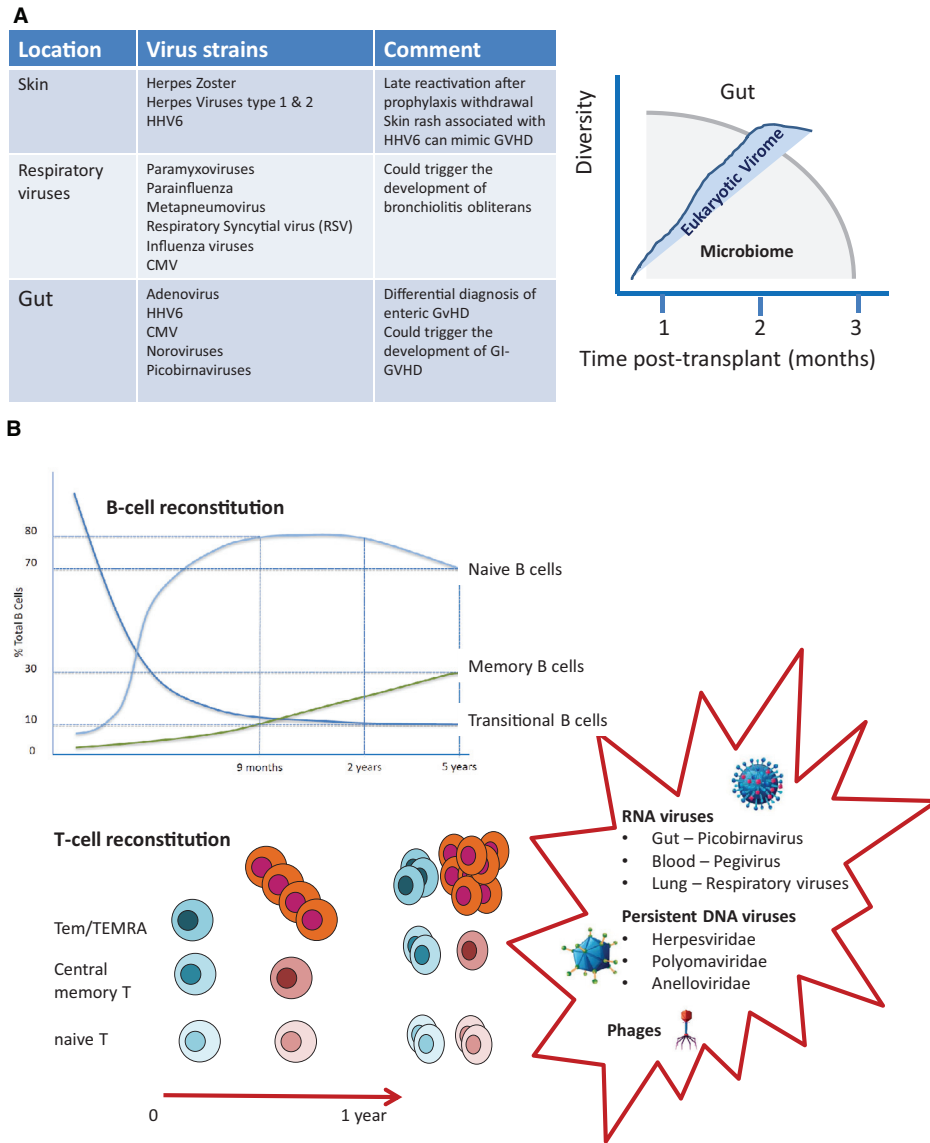 A
Location Virus strains Comment
Skin
Herpes Zoster
Herpes Viruses type 1 & 2
HHV6
Late reactivation after
prophylaxis withdrawal
Skin rash associated with
HHV6 can mimic GVHD
Respiratory
viruses
Paramyxoviruses
Parainfluenza
Metapneumovirus
Respiratory Syncytial virus (RSV)
Influenza viruses
CMV
Could trigger the
development of
bronchiolitis obliterans
Gut
Adenovirus
HHV6
CMV
Noroviruses
Picobirnaviruses
Differential diagnosis of
enteric GvHD
Could trigger the
development of GI-
GVHD
Gut
Diversity
Eukaryotic Virome
Microbiome
1 2 3
Time post-transplant (months)
B
B-cell reconstitution
% Total B Cells
80
70
30
10
0
Naive B cells
Memory B cells
Transitional B cells
9 months 2 years 5 years
T-cell reconstitution
Tem/TEMRA
Central
memory T
naive T
0 1 year
RNA viruses
• Gut – Picobirnavirus
• Blood – Pegivirus
• Lung – Respiratory viruses
Persistent DNA viruses
• Herpesviridae
• Polyomaviridae
• Anelloviridae
Phages